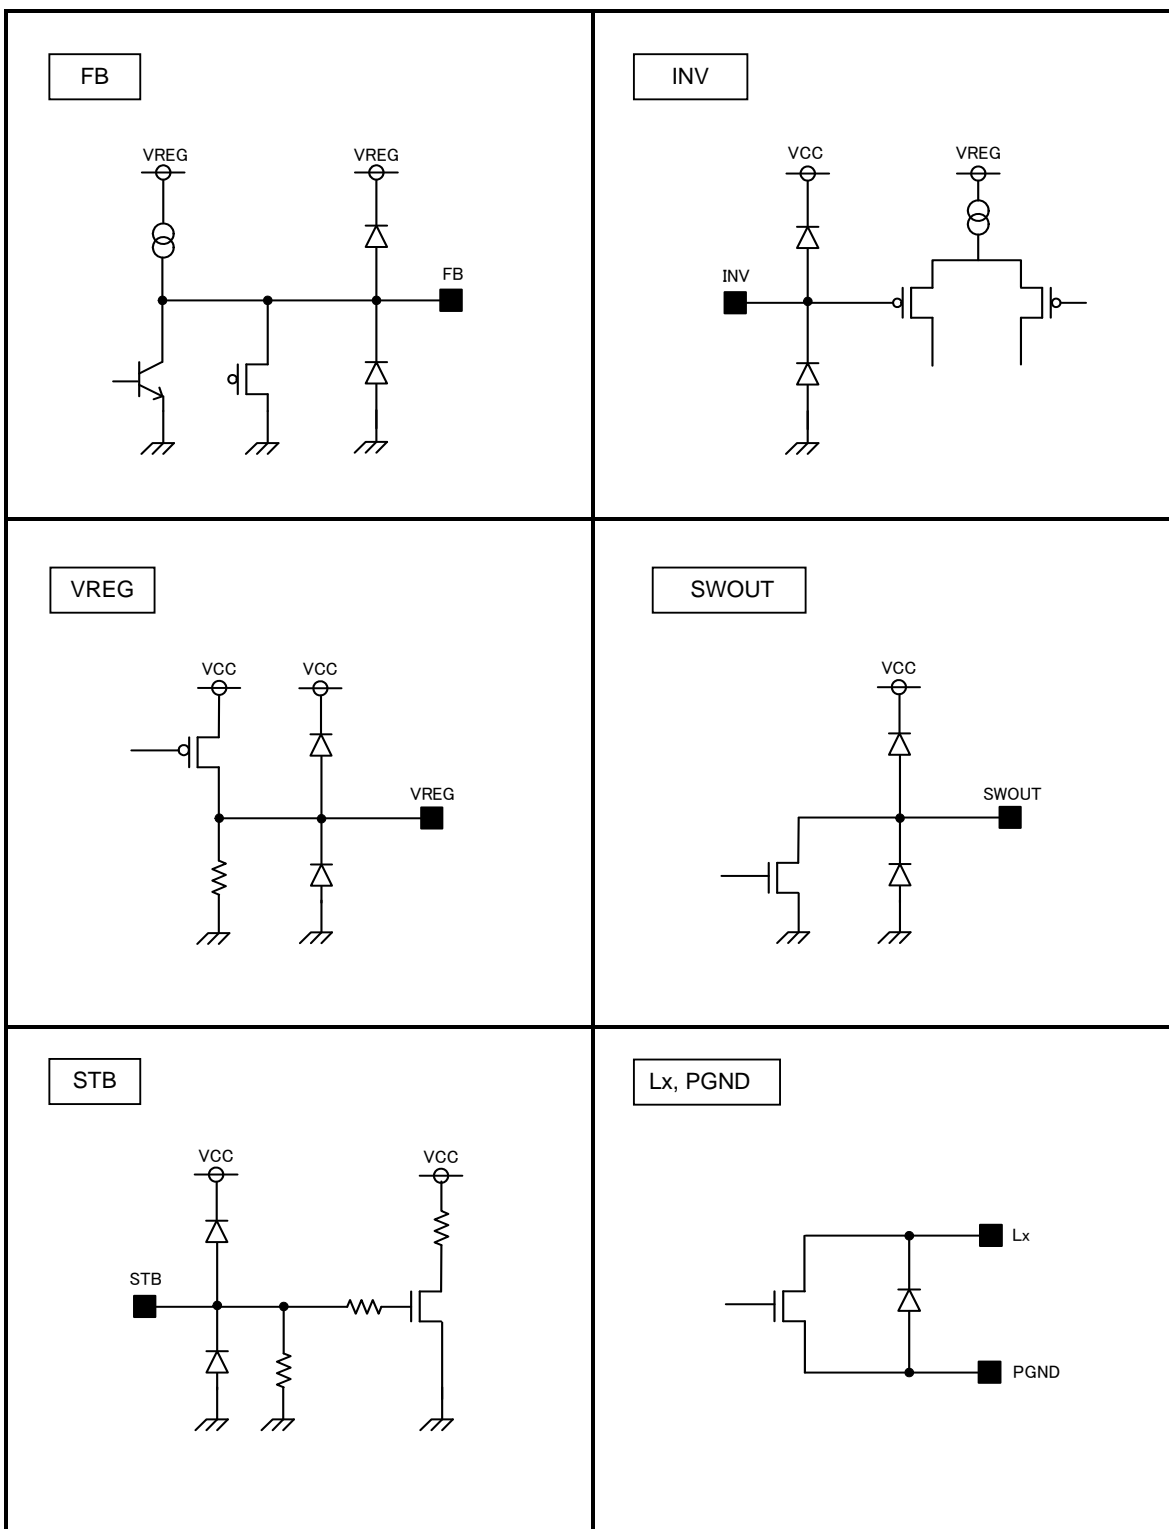 FB
VREG
VREG
FB
INV
VCC
VREG
INV
VREG
VCC
VCC
VREG
SWOUT
VCC
SWOUT
STB
VCC
VCC
STB
Lx, PGND
Lx
PGND